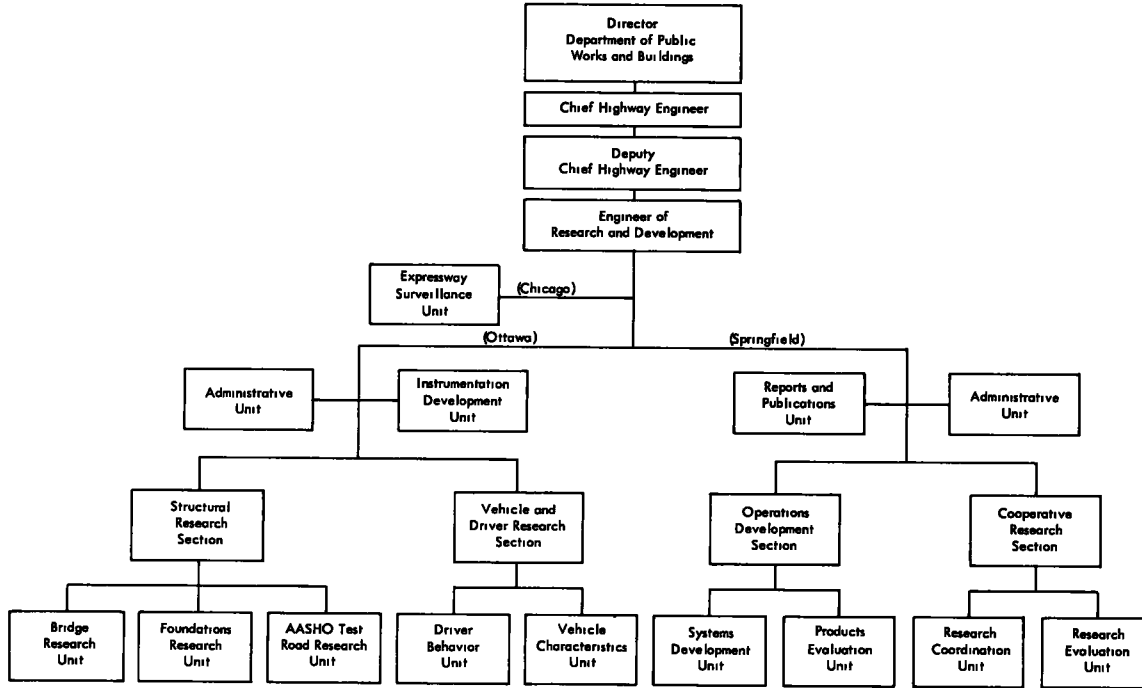 Director
Department of Public
Works and Buildings
Chief Highway Engineer
Deputy
Chief Highway Engineer
Engineer of
Research and Development
Expressway
Surveillance
Unit
(Chicago)
(Ottawa)
(Springfield)
Administrative
Unit
Instrumentation
Development
Unit
Reports and
Publications
Unit
Administrative
Unit
Structural
Research
Section
Vehicle and
Driver Research
Section
Operations
Development
Section
Cooperative
Research
Section
Bridge
Research
Unit
Foundations
Research
Unit
AASHO Test
Road Research
Unit
Driver
Behavior
Unit
Vehicle
Characteristics
Unit
Systems
Development
Unit
Products
Evaluation
Unit
Research
Coordination
Unit
Research
Evaluation
Unit